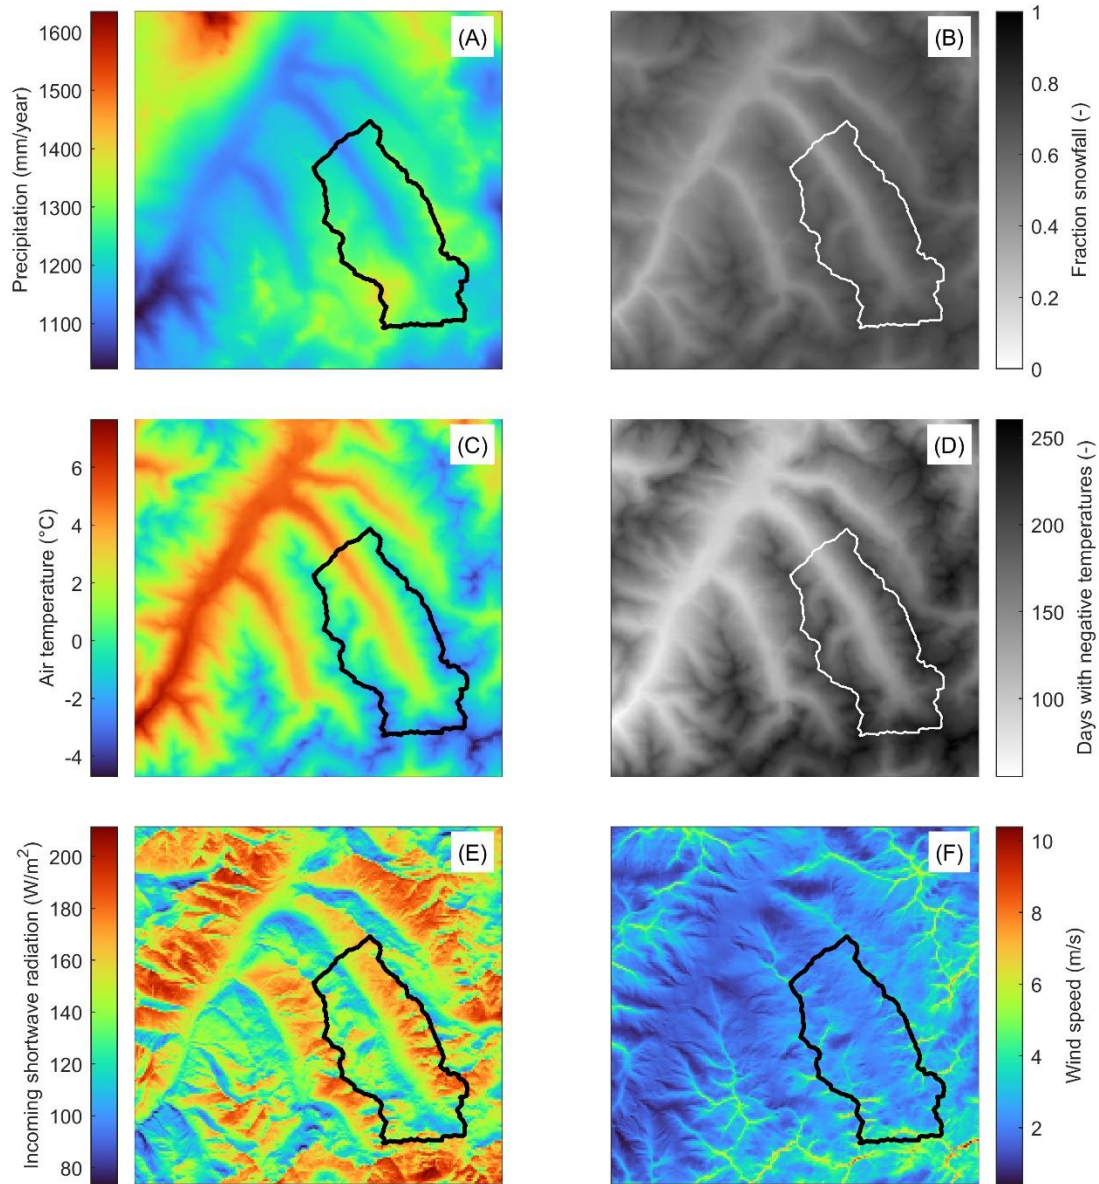 (A)
Precipitation (mm/year)
1600
1500
1400
1300
1200
1100
(B)
1
0.8
0.6
0.4
0.2
0
Fraction snowfall (-)
(C)
Air temperature (°C)
6
4
2
0
-2
-4
(D)
250
200
150
100
Days with negative temperatures (-)
(E)
Incoming shortwave radiation (W/m²)
200
180
160
140
120
100
80
(F)
10
8
6
4
2
Wind speed (m/s)